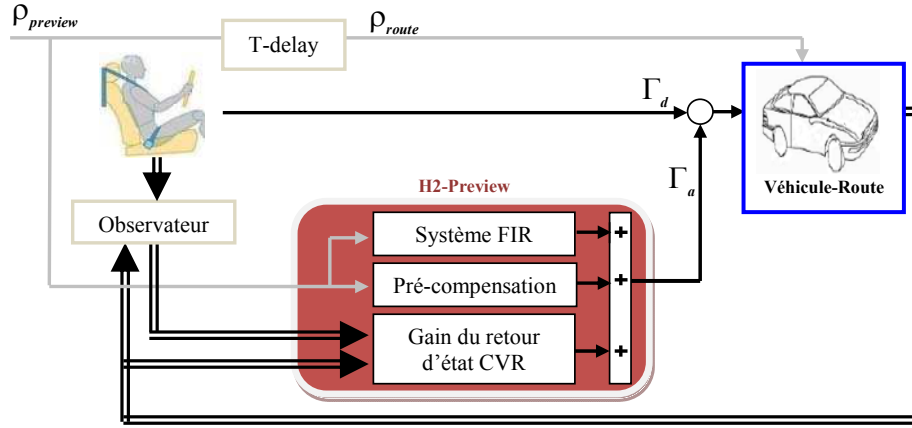 ρpreview
T-delay
ρroute
Γd
Γa
Véhicule-Route
H2-Preview
Observateur
Système FIR
+
Pré-compensation
+
Gain du retour
d’état CVR
+